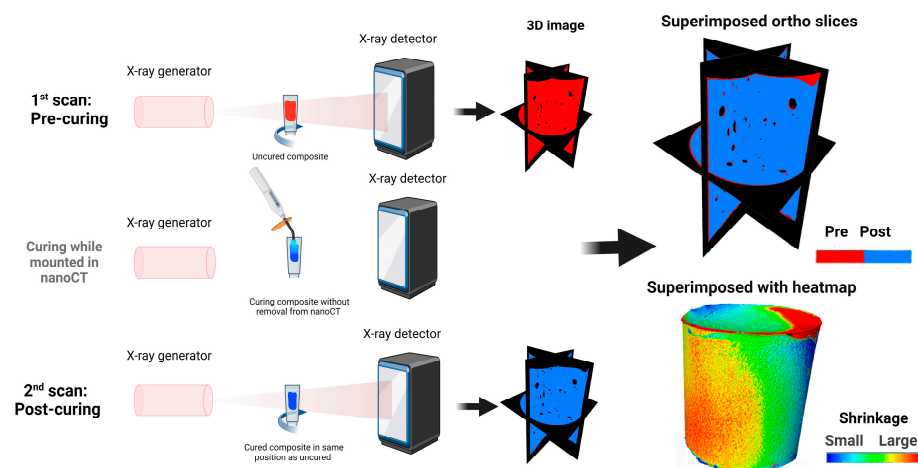 3D image
Superimposed ortho slices
X-ray detector
X-ray generator
1st scan:
Pre-curing
Uncured composite
X-ray detector
X-ray generator
Curing while
mounted in
nanoCT
Pre Post
Curing composite without
removal from nanoCT
Superimposed with heatmap
X-ray detector
X-ray generator
2nd scan:
Post-curing
Cured composite in same
position as uncured
Shrinkage
Small Large